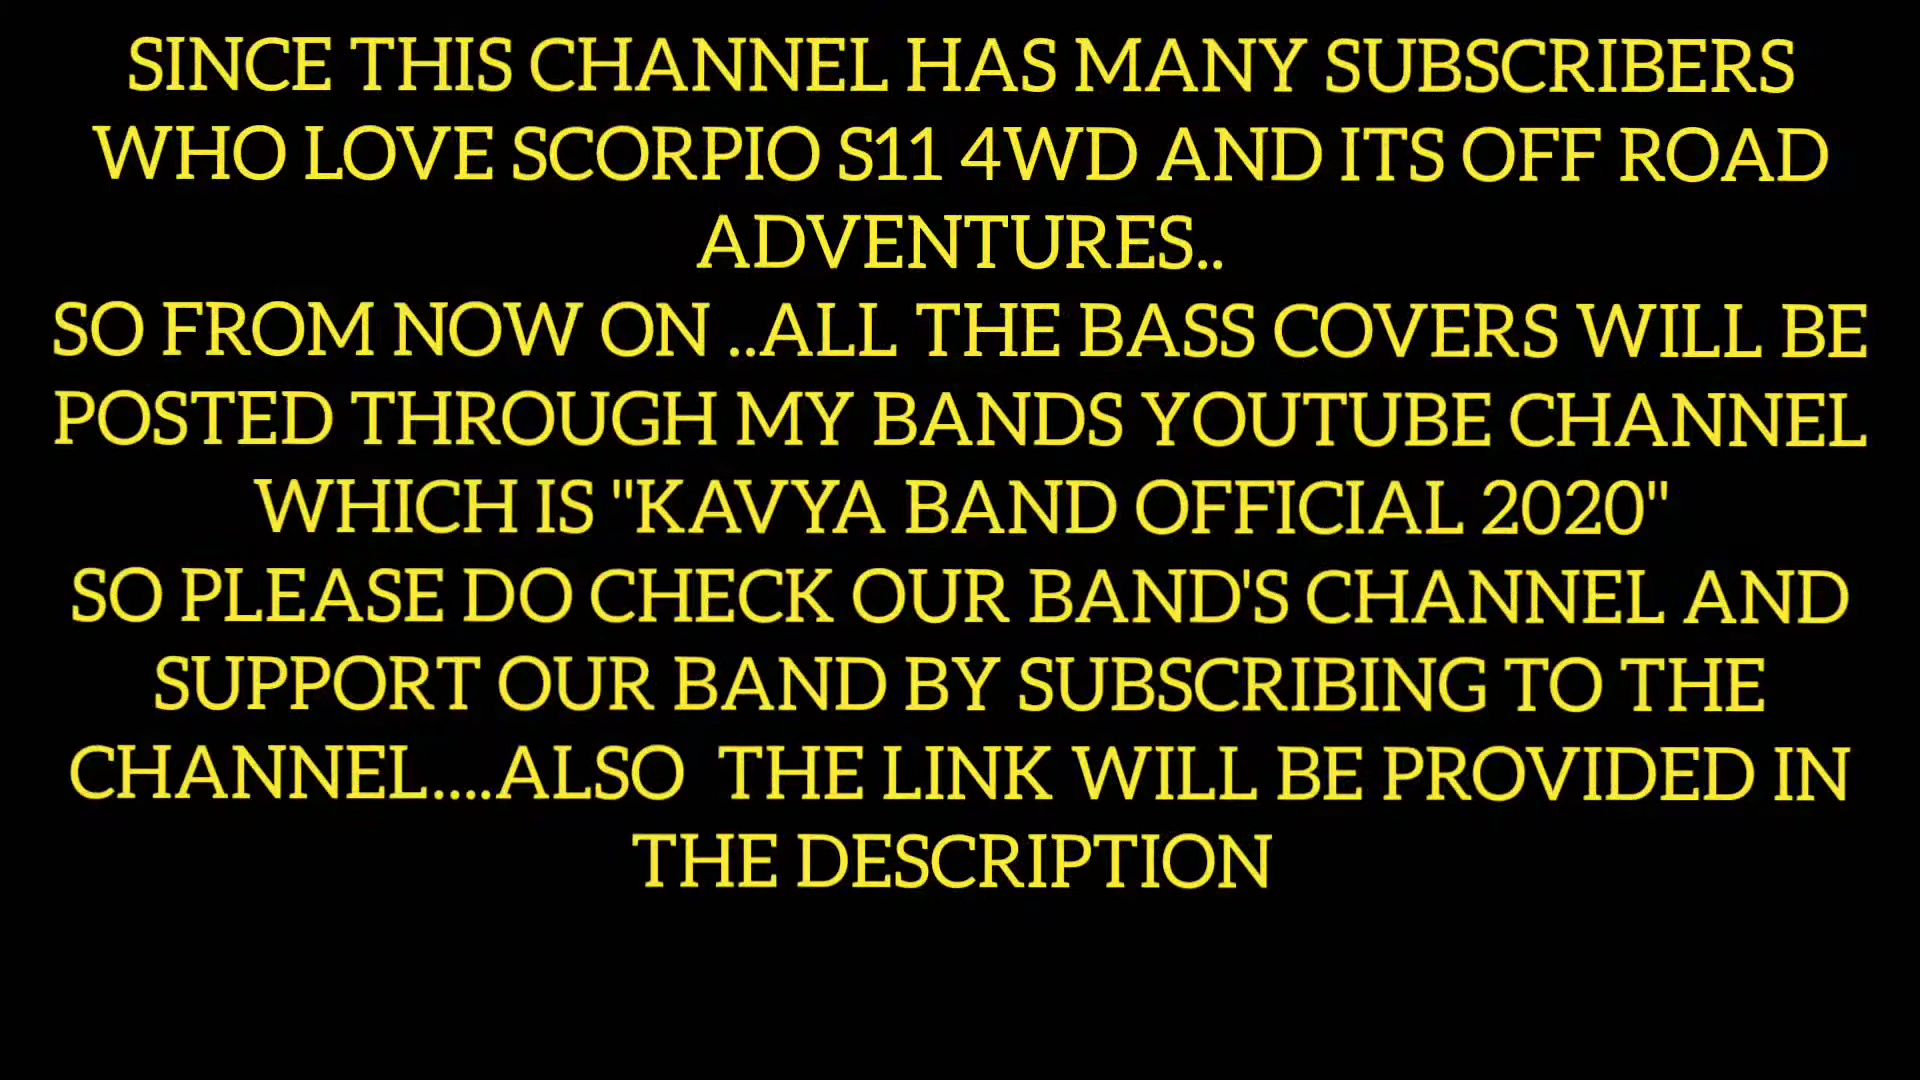 SINCE THIS CHANNEL HAS MANY SUBSCRIBERS
WHO LOVE SCORPIO S11 4WD AND ITS OFF ROAD
ADVENTURES..
SO FROM NOW ON ..ALL THE BASS COVERS WILL BE
POSTED THROUGH MY BANDS YOUTUBE CHANNEL
WHICH IS "KAVYA BAND OFFICIAL 2020"
SO PLEASE DO CHECK OUR BAND'S CHANNEL AND
SUPPORT OUR BAND BY SUBSCRIBING TO THE
CHANNEL....ALSO  THE LINK WILL BE PROVIDED IN
THE DESCRIPTION